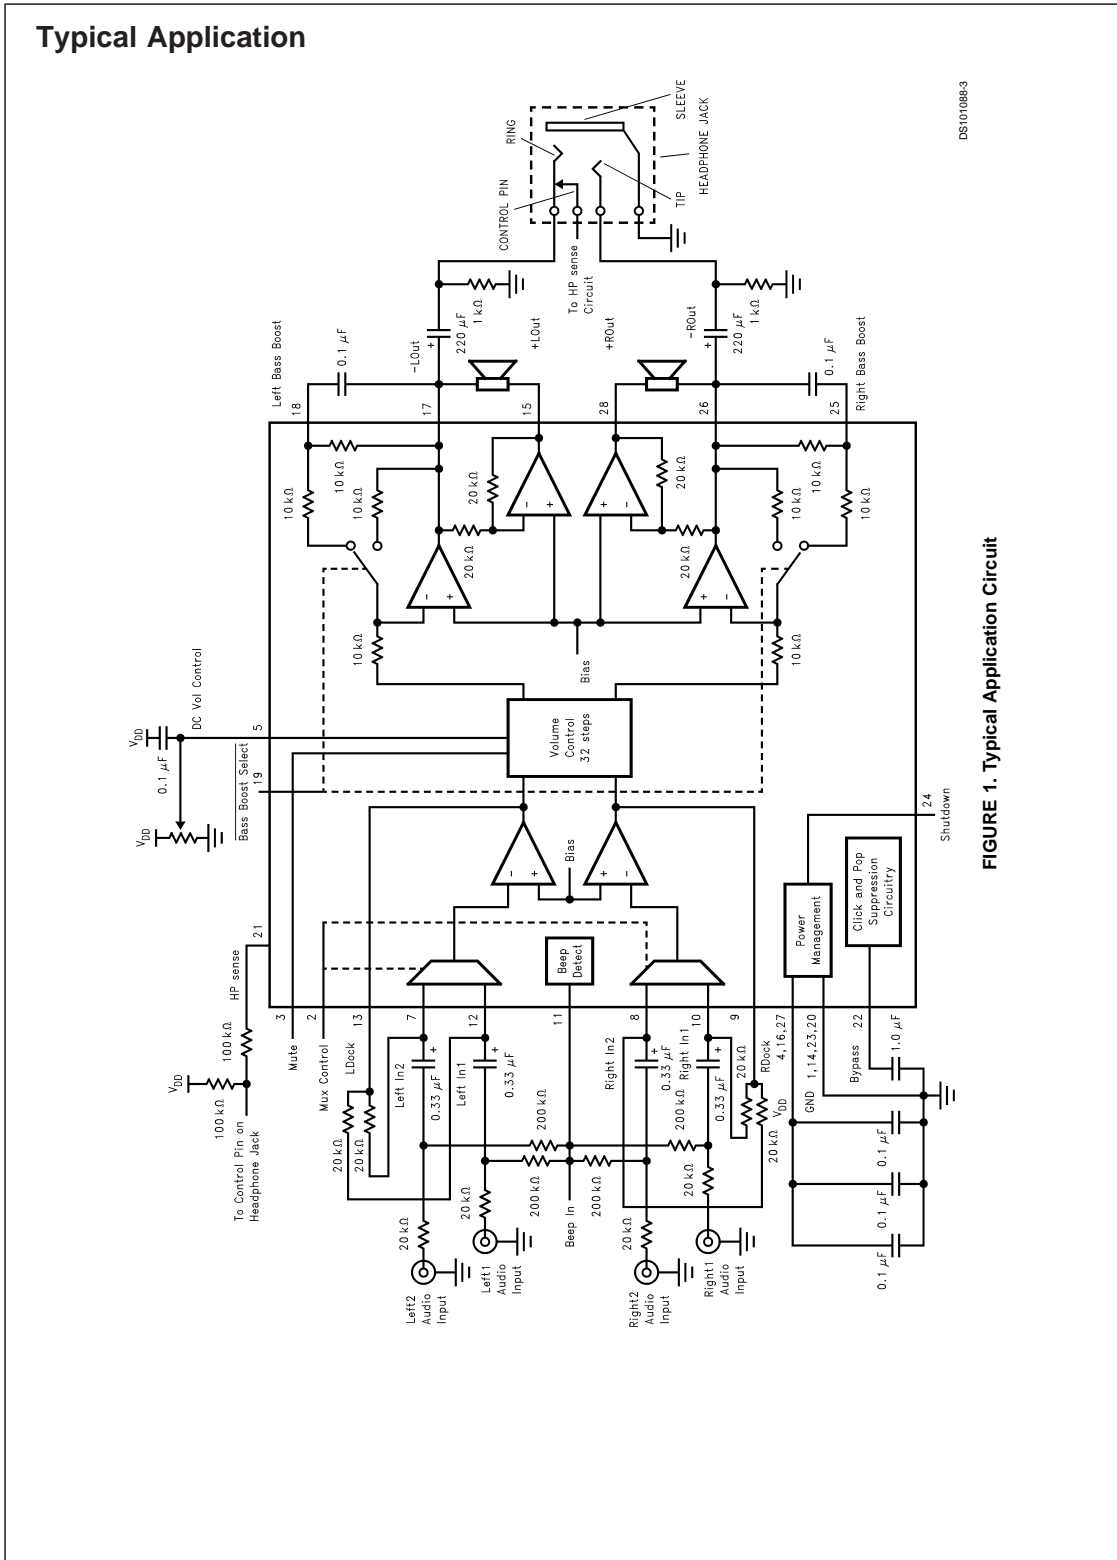 Typical Application
SLEEVE
RING
HEADPHONE JACK
CONTROL PIN
TIP
DS101088-3
To HP sense
Circuit
1 kΩ
1 kΩ
220 µF
+
220 µF
+
Left Bass Boost
0.1 µF
-LOut
+LOut
+ROut
-ROut
0.1 µF
Right Bass Boost
18
17
15
28
26
25
10 kΩ
10 kΩ
10 kΩ
20 kΩ
20 kΩ
20 kΩ
20 kΩ
10 kΩ
10 kΩ
10 kΩ
-
+
-
+
+
-
+
-
10 kΩ
Bias
10 kΩ
DC Vol Control
5
VDD
0.1 µF
VDD
Bass Boost Select
19
Volume
Control
32 steps
-
+
Bias
+
-
24
Shutdown
FIGURE 1. Typical Application Circuit
Power
Management
Click and Pop
Suppression
Circuitry
Beep
Detect
21
HP sense
100 kΩ
VDD
100 kΩ
To Control Pin on
Headphone Jack
3
Mute
2
Mux Control
13
LDock
7
Left In2
12
Left In1
11
8
Right In2
10
Right In1
9
RDock
4,16,27
VDD
1,14,23,20
GND
22
Bypass
1.0 µF
20 kΩ
20 kΩ
+
0.33 µF
+
0.33 µF
+
0.33 µF
+
0.33 µF
20 kΩ
20 kΩ
200 kΩ
200 kΩ
200 kΩ
200 kΩ
Beep In
20 kΩ
20 kΩ
20 kΩ
20 kΩ
0.1 µF
0.1 µF
0.1 µF
Left2
Audio
Input
Left1
Audio
Input
Right2
Audio
Input
Right1
Audio
Input